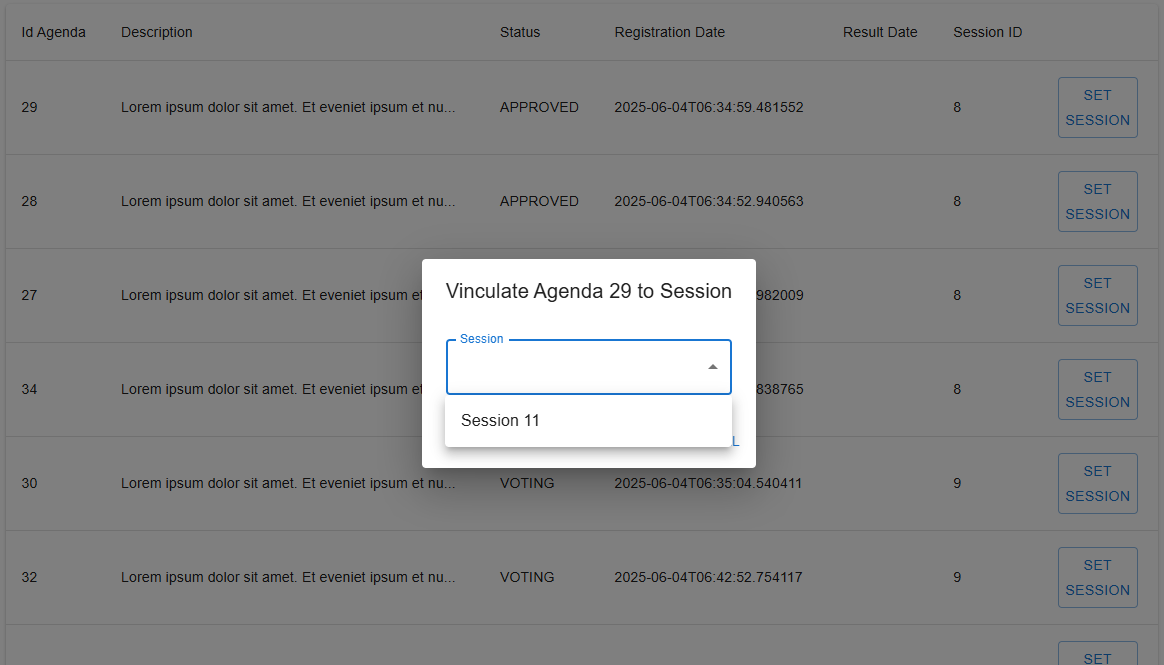 Id Agenda Description Status Registration Date Result Date Session ID
29 Lorem ipsum dolor sit amet. Et eveniet ipsum et nu... APPROVED 2025-06-04T06:34:59.481552 8 SET
SESSION
28 Lorem ipsum dolor sit amet. Et eveniet ipsum et nu... APPROVED 2025-06-04T06:34:52.940563 8 SET
SESSION
Vinculate Agenda 29 to Session
27 Lorem ipsum dolor sit amet. Et eveniet ipsum et 982009 8 SET
SESSION
Session
Session 11
34 Lorem ipsum dolor sit amet. Et eveniet ipsum et 838765 8 SET
SESSION
L
30 Lorem ipsum dolor sit amet. Et eveniet ipsum et nu... VOTING 2025-06-04T06:35:04.540411 9 SET
SESSION
32 Lorem ipsum dolor sit amet. Et eveniet ipsum et nu... VOTING 2025-06-04T06:42:52.754117 9 SET
SESSION
SET